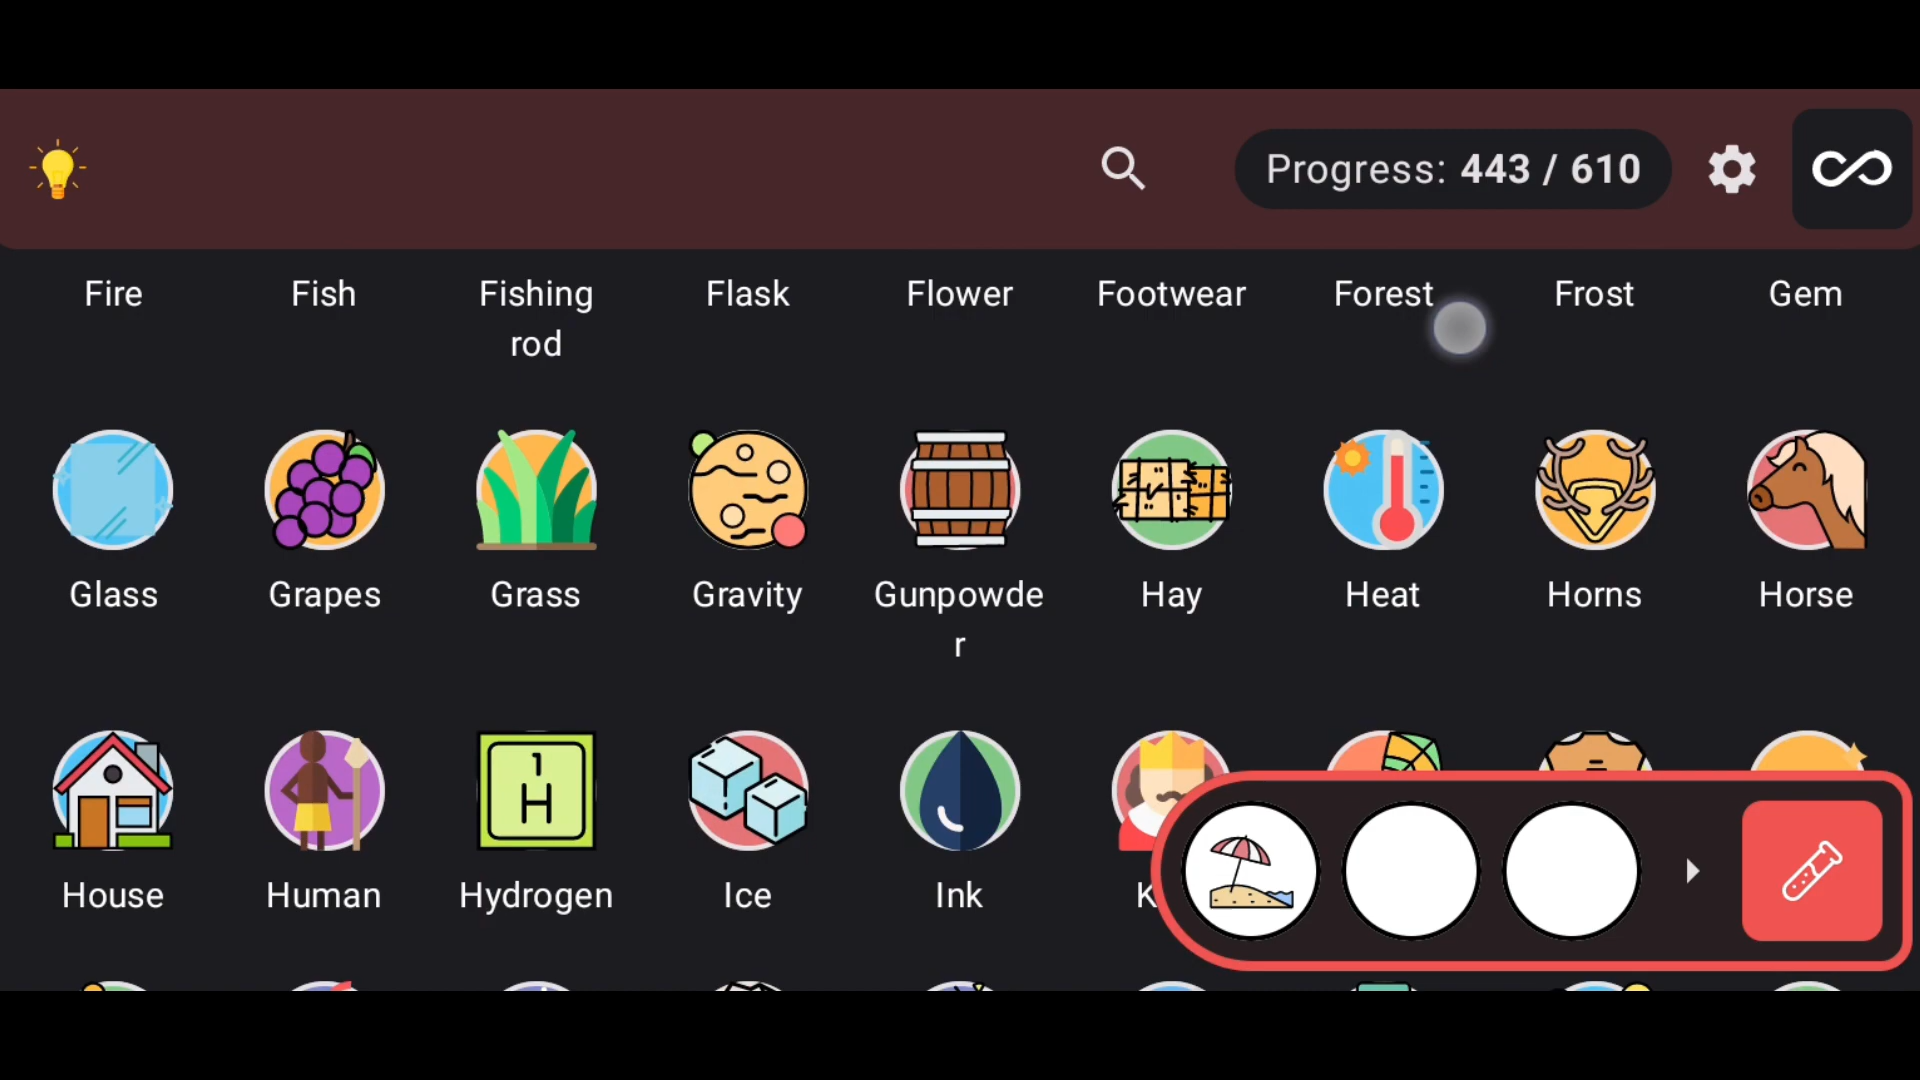 Progress: 443 / 610
Fire Fish Fishing Flask Flower Footwear Forest Frost Gem
rod
Glass Grapes Grass Gravity Gunpowde Hay Heat Horns Horse
r
1
H
House Human Hydrogen Ice Ink